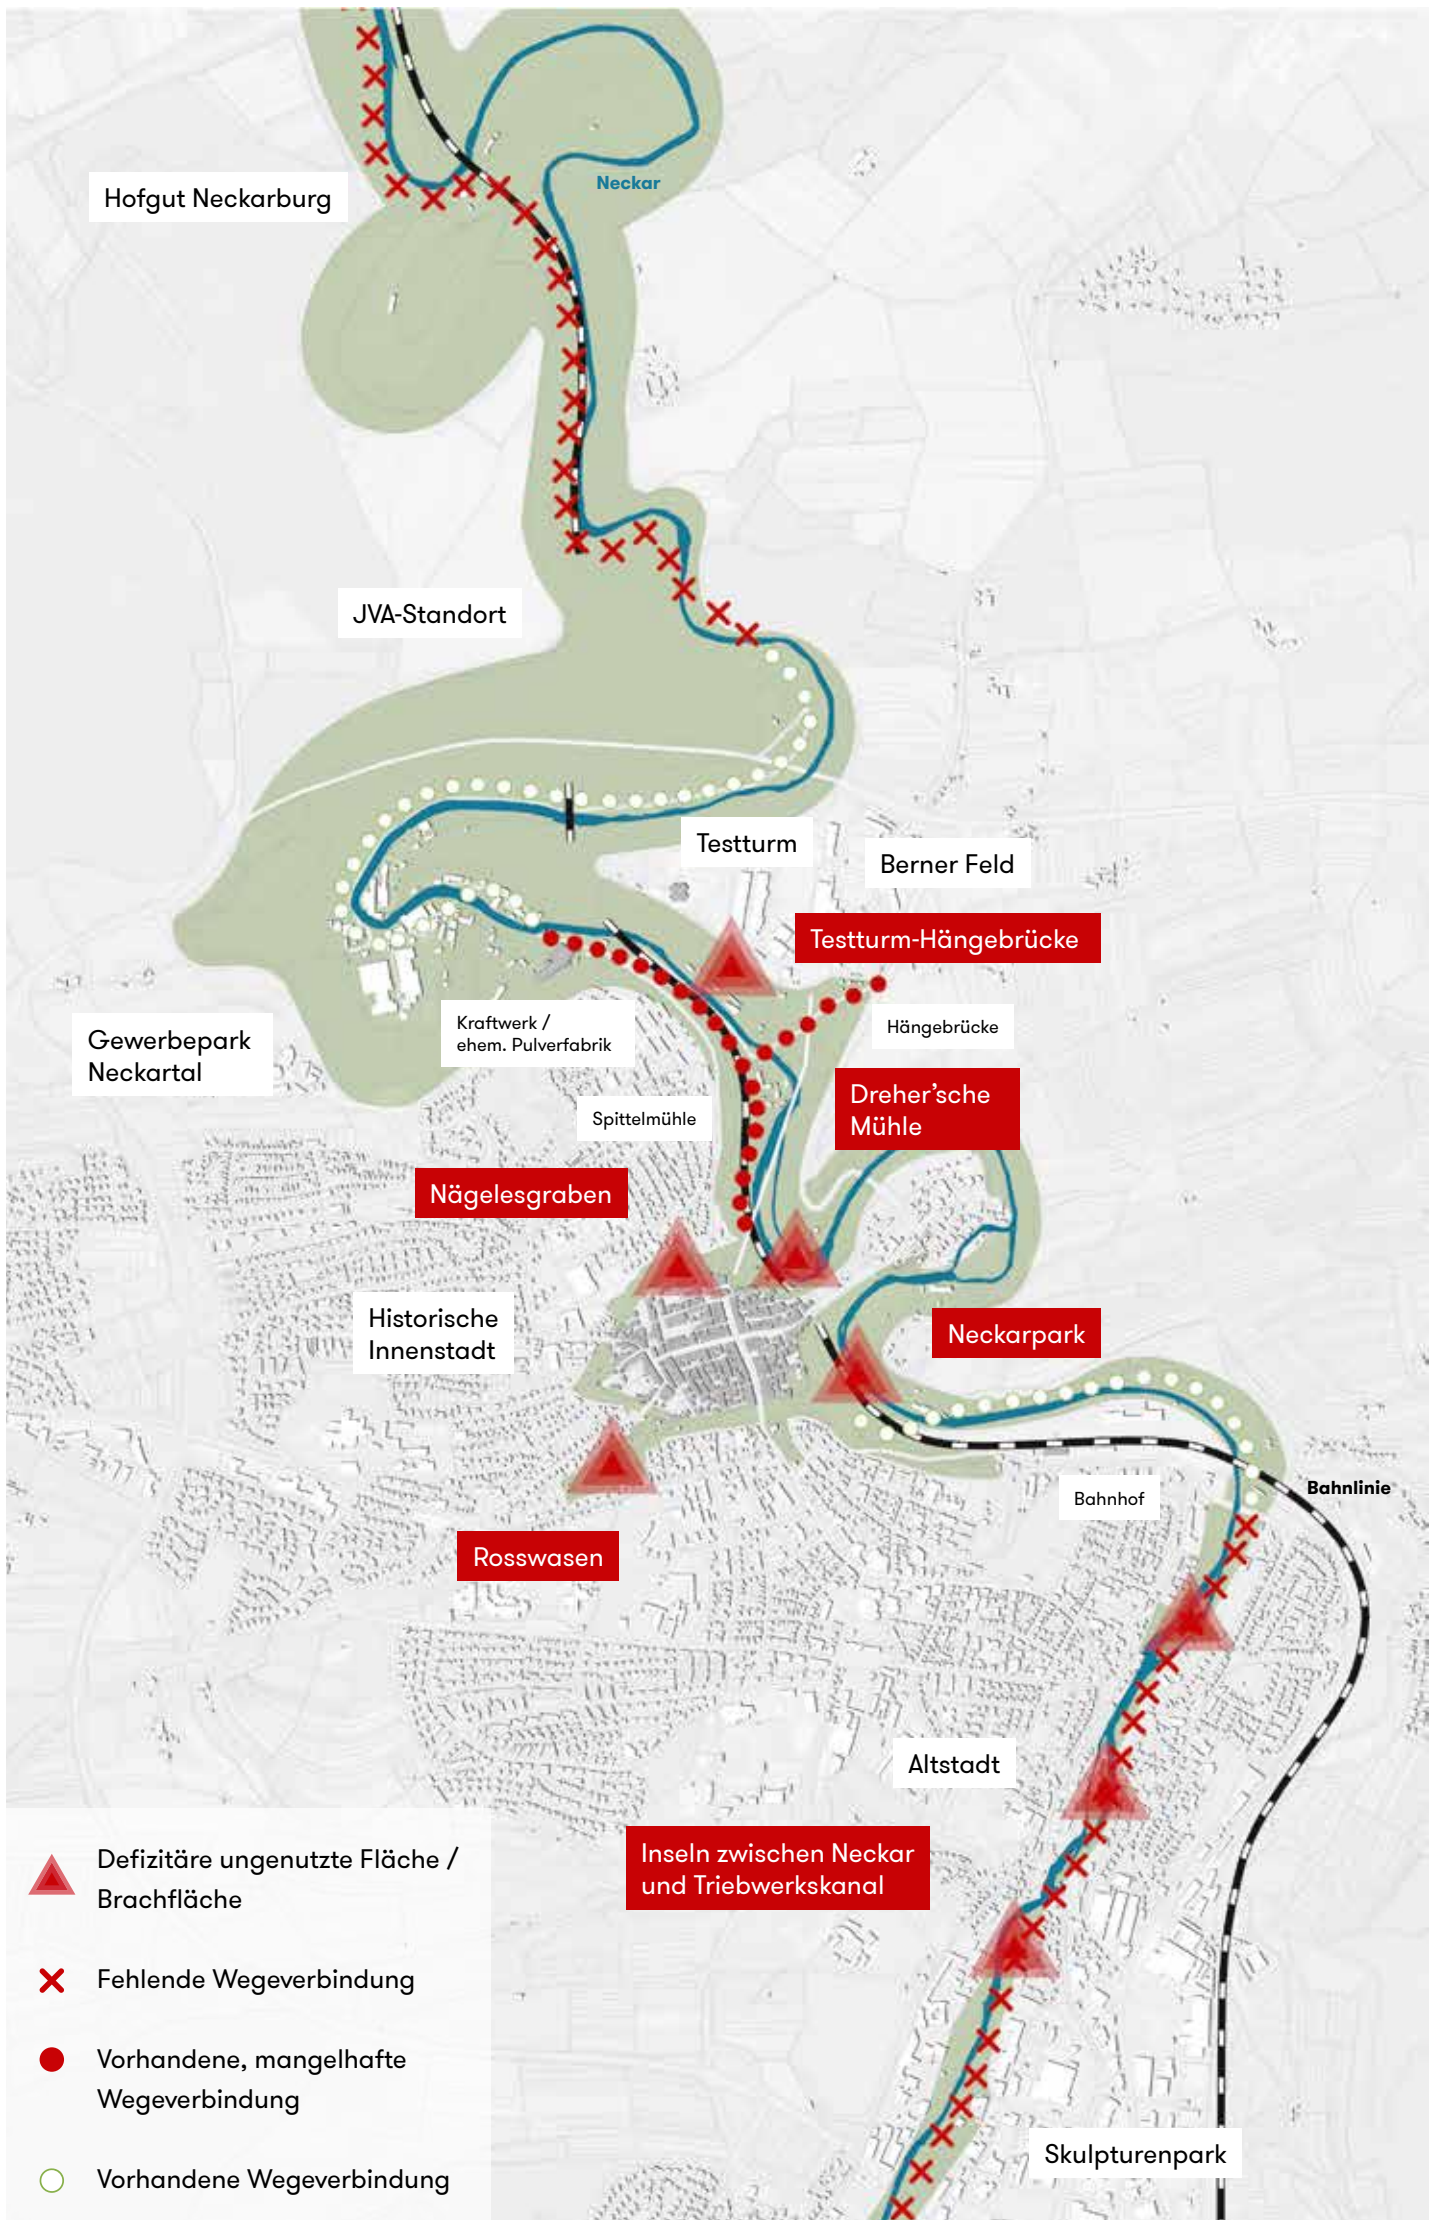 Neckar
Hofgut Neckarburg
JVA-Standort
Testturm
Berner Feld
Testturm-Hängebrücke
Kraftwerk /
ehem. Pulverfabrik
Hängebrücke
Gewerbepark
Neckartal
Dreher’sche
Mühle
Spittelmühle
Nägelesgraben
Historische
Innenstadt
Neckarpark
Bahnhof
Bahnlinie
Rosswasen
Altstadt
Inseln zwischen Neckar
und Triebwerkskanal
Skulpturenpark
Defizitäre ungenutzte Fläche /
Brachfläche
Fehlende Wegeverbindung
Vorhandene, mangelhafte
Wegeverbindung
Vorhandene Wegeverbindung